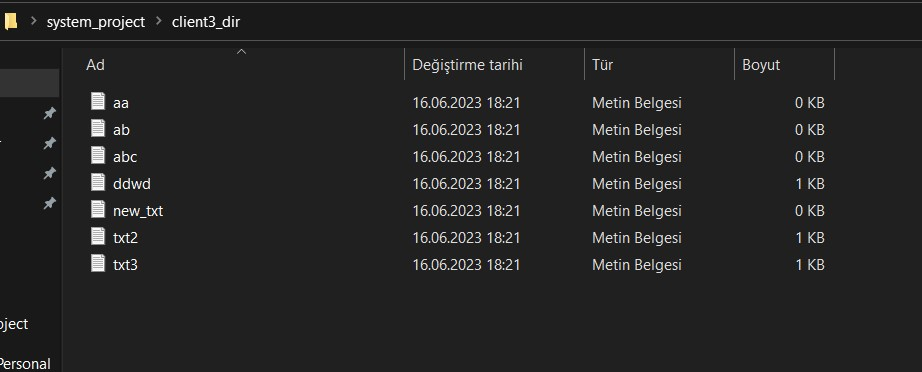 system_project > client3_dir
Ad Değiştirme tarihi Tür Boyut
aa 16.06.2023 18:21 Metin Belgesi 0 KB
ab 16.06.2023 18:21 Metin Belgesi 0 KB
abc 16.06.2023 18:21 Metin Belgesi 0 KB
ddwd 16.06.2023 18:21 Metin Belgesi 1 KB
new_txt 16.06.2023 18:21 Metin Belgesi 0 KB
txt2 16.06.2023 18:21 Metin Belgesi 1 KB
txt3 16.06.2023 18:21 Metin Belgesi 1 KB
oject
Personal